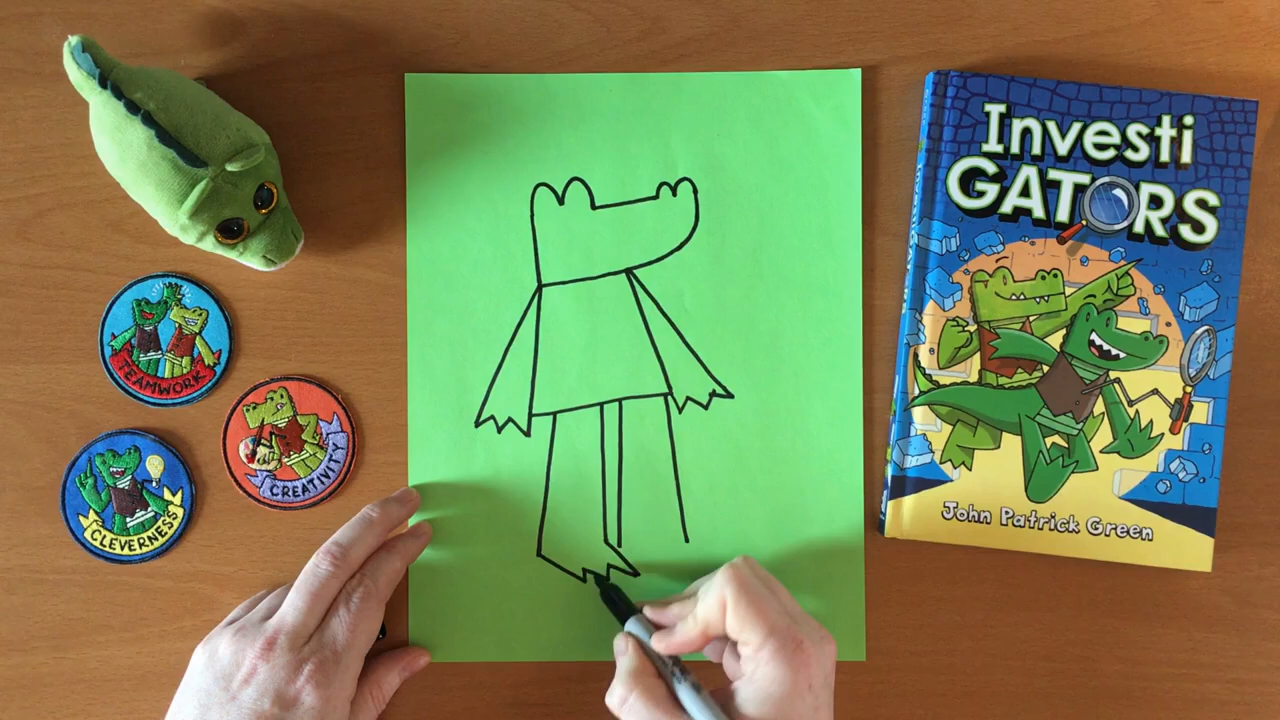 Investi
GATORS
John Patrick Green
TEAMWORK
CREATIVITY
CLEVERNESS